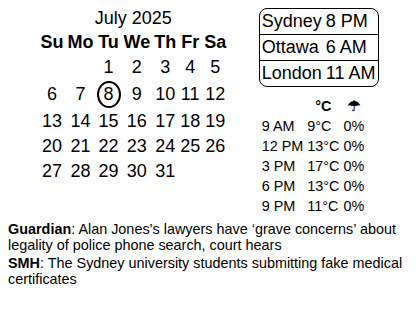 July 2025
Su Mo Tu We Th Fr Sa
1 2 3 4 5
6 7 8 9 10 11 12
13 14 15 16 17 18 19
20 21 22 23 24 25 26
27 28 29 30 31
Sydney 8 PM
Ottawa 6 AM
London 11 AM
°C ☂
9 AM 9°C 0%
12 PM 13°C 0%
3 PM 17°C 0%
6 PM 13°C 0%
9 PM 11°C 0%
Guardian: Alan Jones’s lawyers have ‘grave concerns’ about
legality of police phone search, court hears
SMH: The Sydney university students submitting fake medical
certificates